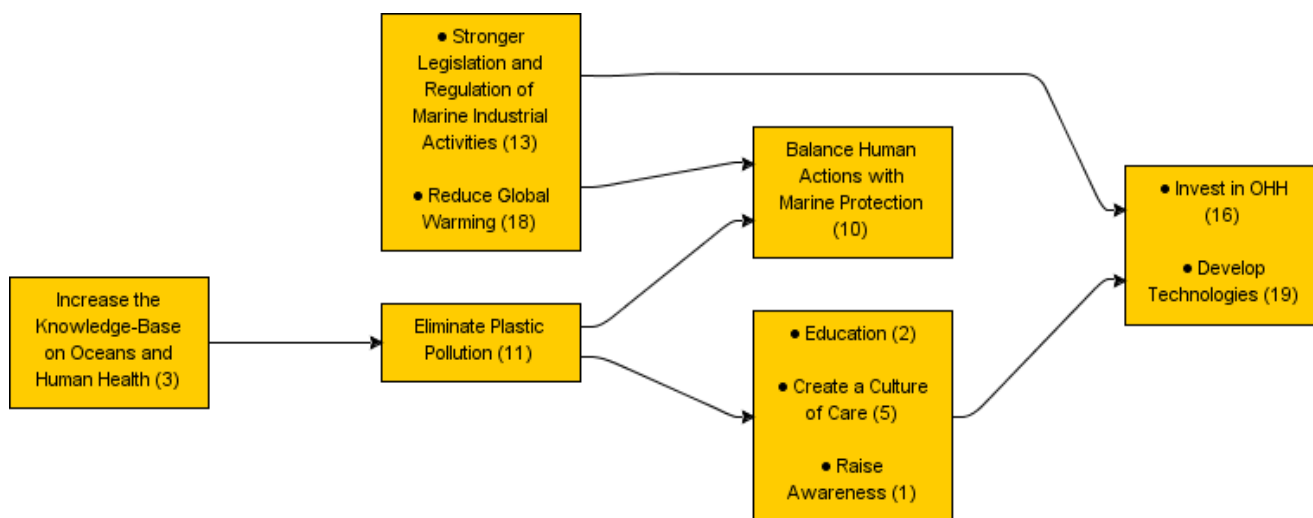 ● Stronger
Legislation and
Regulation of
Marine Industrial
Activities (13)
● Reduce Global
Warming (18)
Balance Human
Actions with
Marine Protection
(10)
● Invest in OHH
(16)
● Develop
Technologies (19)
Increase the
Knowledge-Base
on Oceans and
Human Health (3)
Eliminate Plastic
Pollution (11)
● Education (2)
● Create a Culture
of Care (5)
● Raise
Awareness (1)